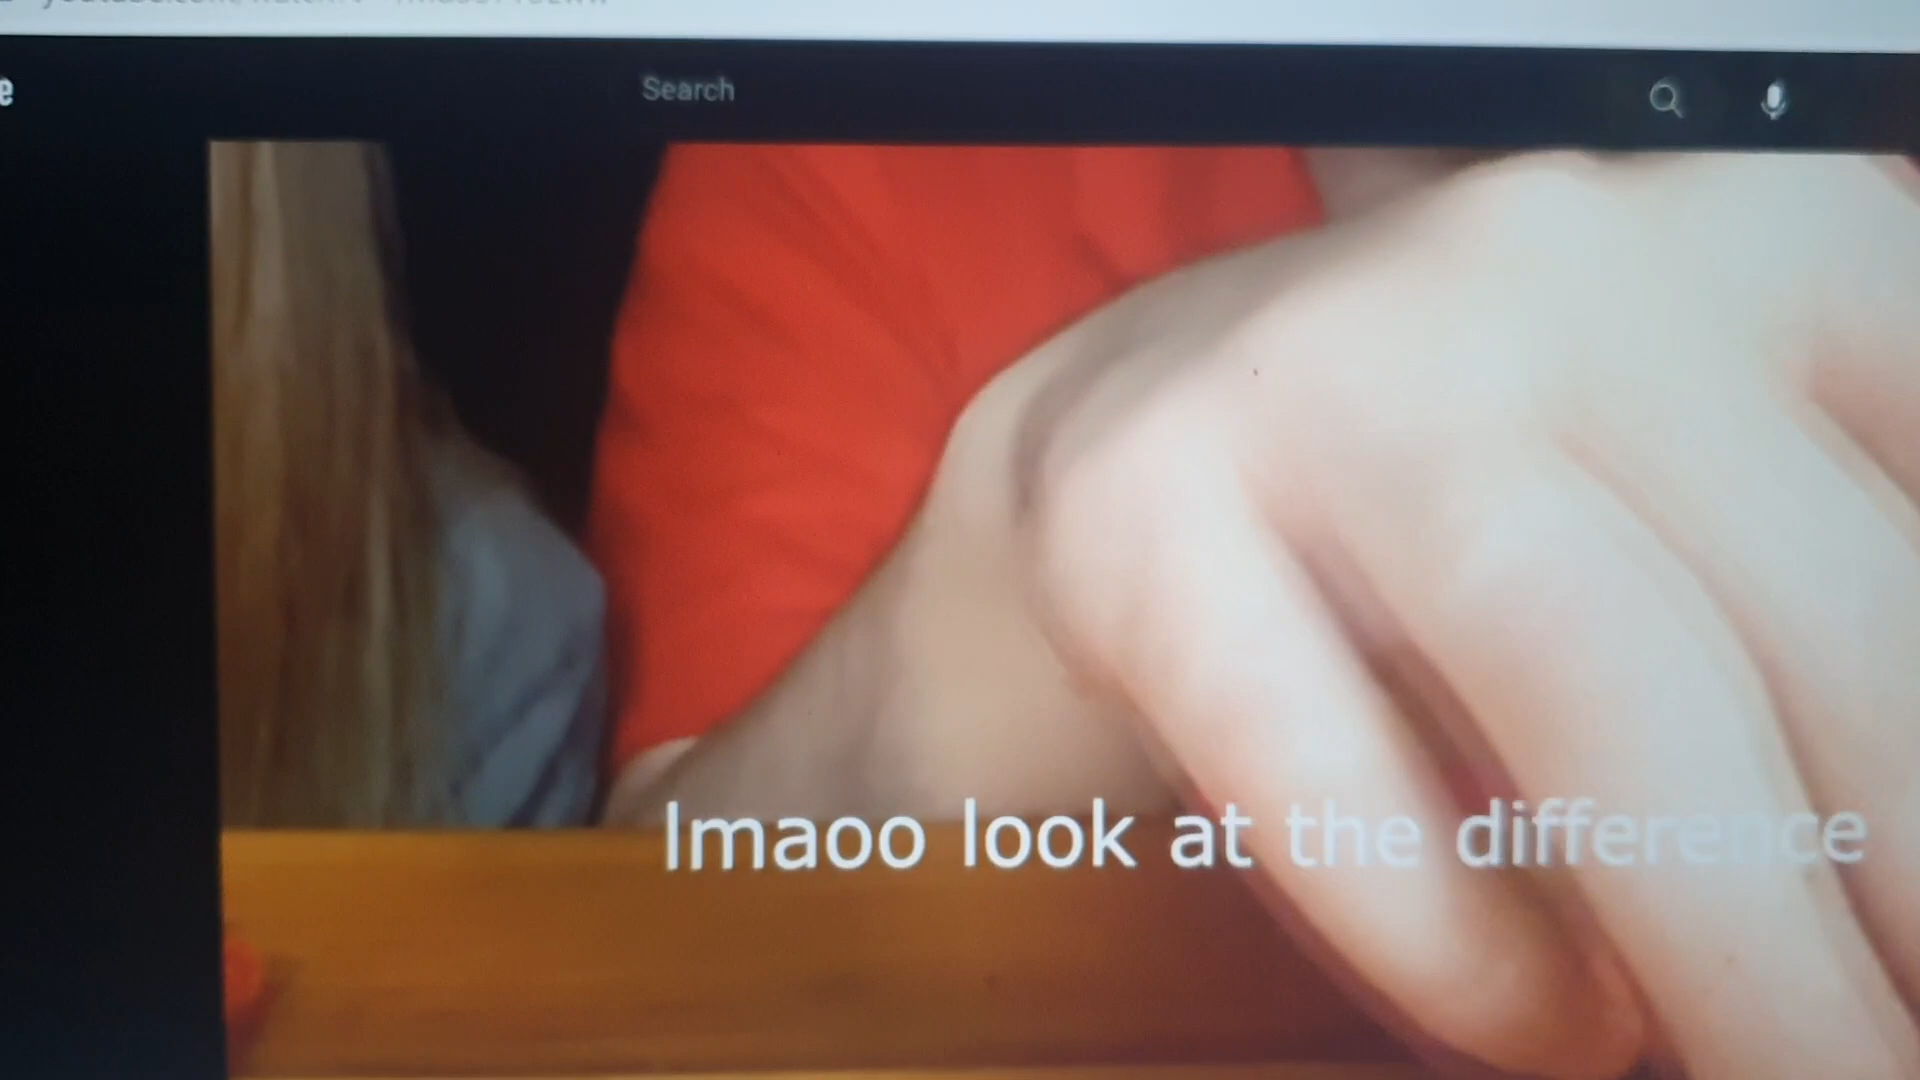 e
Search
lmaoo look at the difference